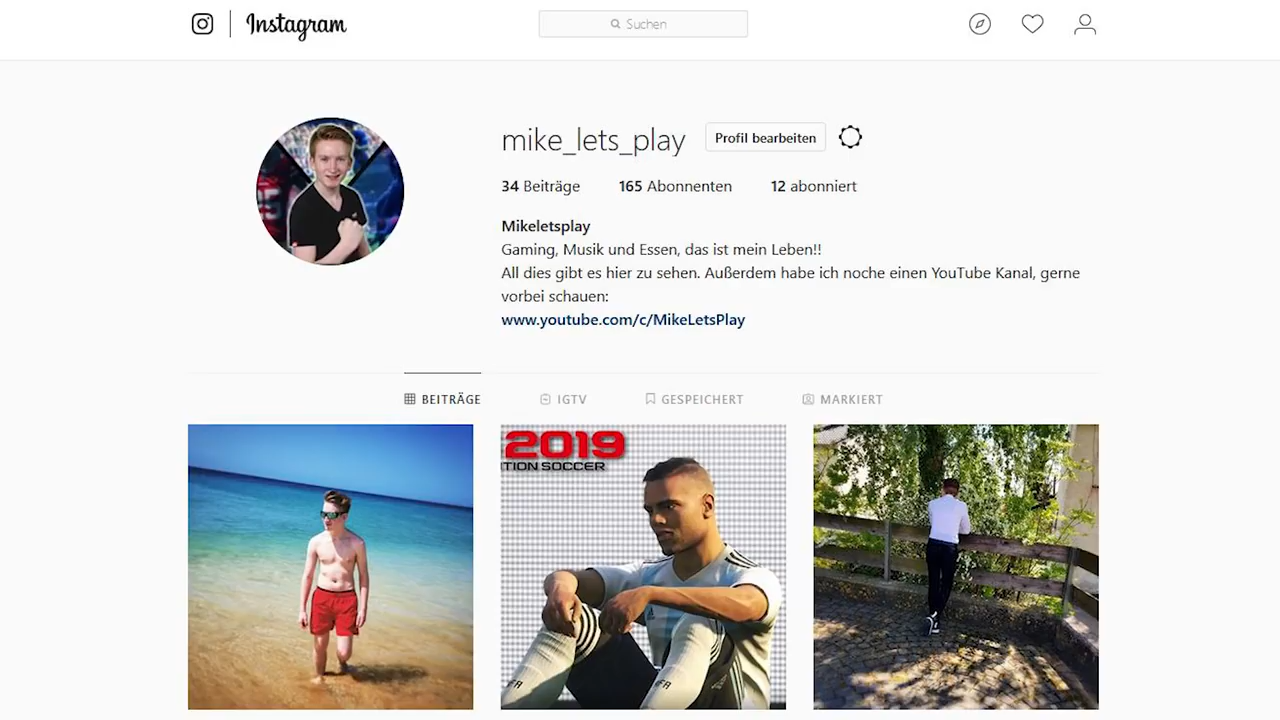 Instagram
Suchen
mike_lets_play
Profil bearbeiten
34 Beiträge
165 Abonnenten
12 abonniert
Mikeletsplay
Gaming, Musik und Essen, das ist mein Leben!!
All dies gibt es hier zu sehen. Außerdem habe ich noche einen YouTube Kanal, gerne
vorbei schauen:
www.youtube.com/c/MikeLetsPlay
BEITRÄGE
IGTV
GESPEICHERT
MARKIERT
2019
TION SOCCER